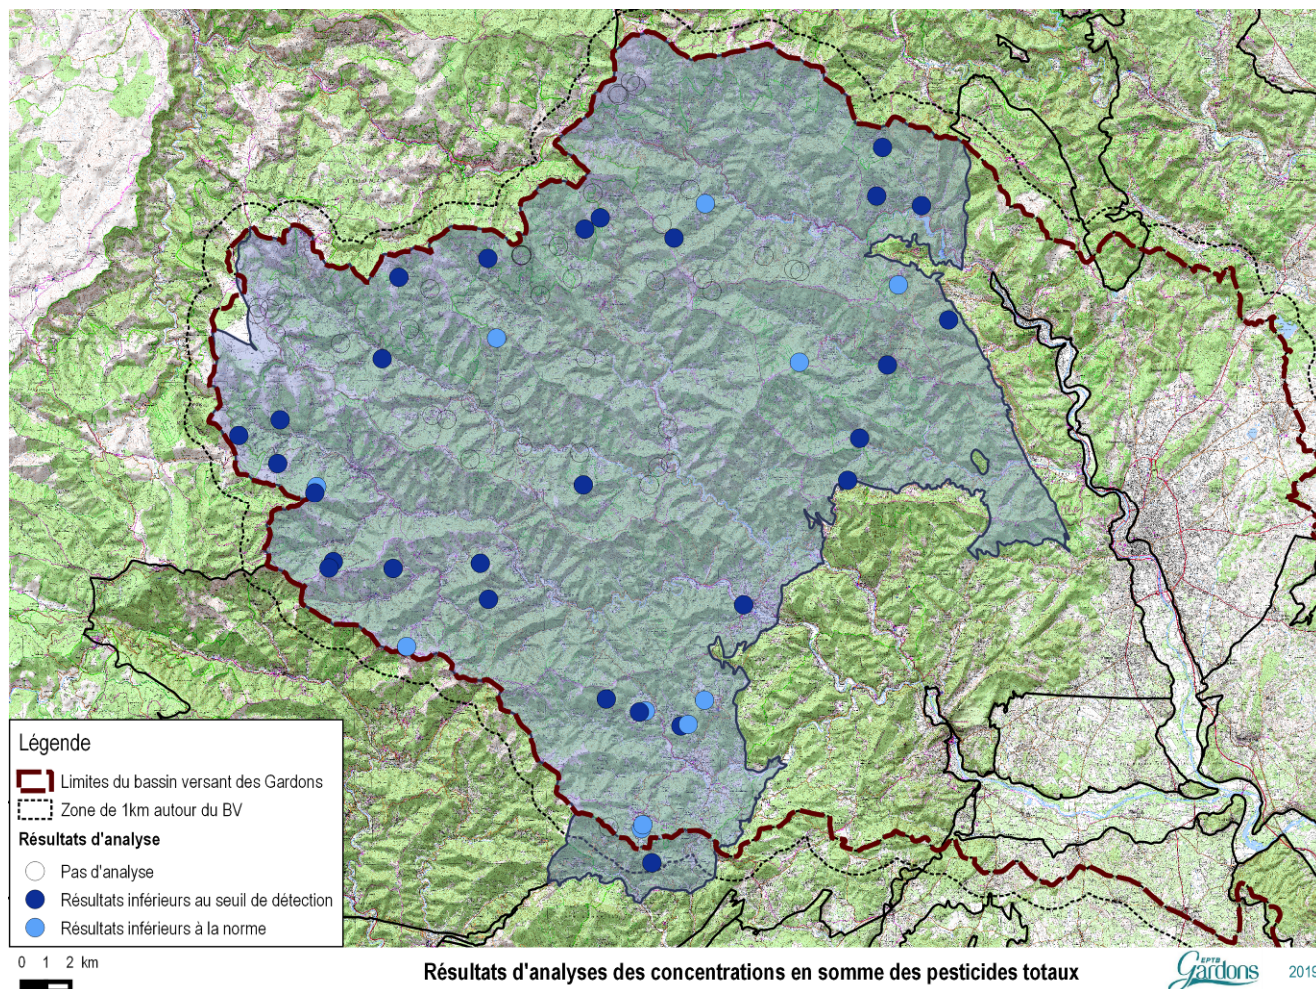 Légende
Limites du bassin versant des Gardons
Zone de 1km autour du BV
Résultats d'analyse
Pas d'analyse
Résultats inférieurs au seuil de détection
Résultats inférieurs à la norme
0 1 2 km
Résultats d'analyses des concentrations en somme des pesticides totaux
EPTB
Gardons
2019